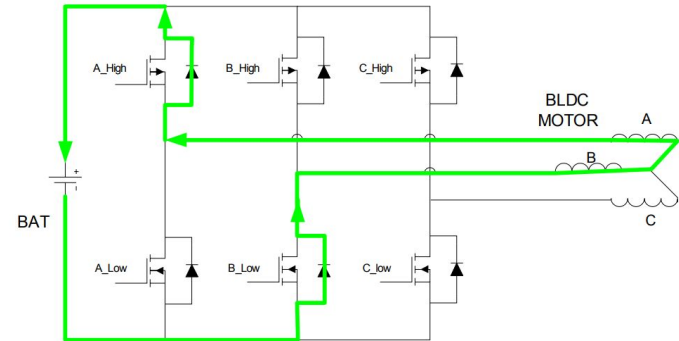 A_High
B_High
C_High
BLDC
MOTOR
A
B
+
-
BAT
C
A_Low
B_Low
C_low